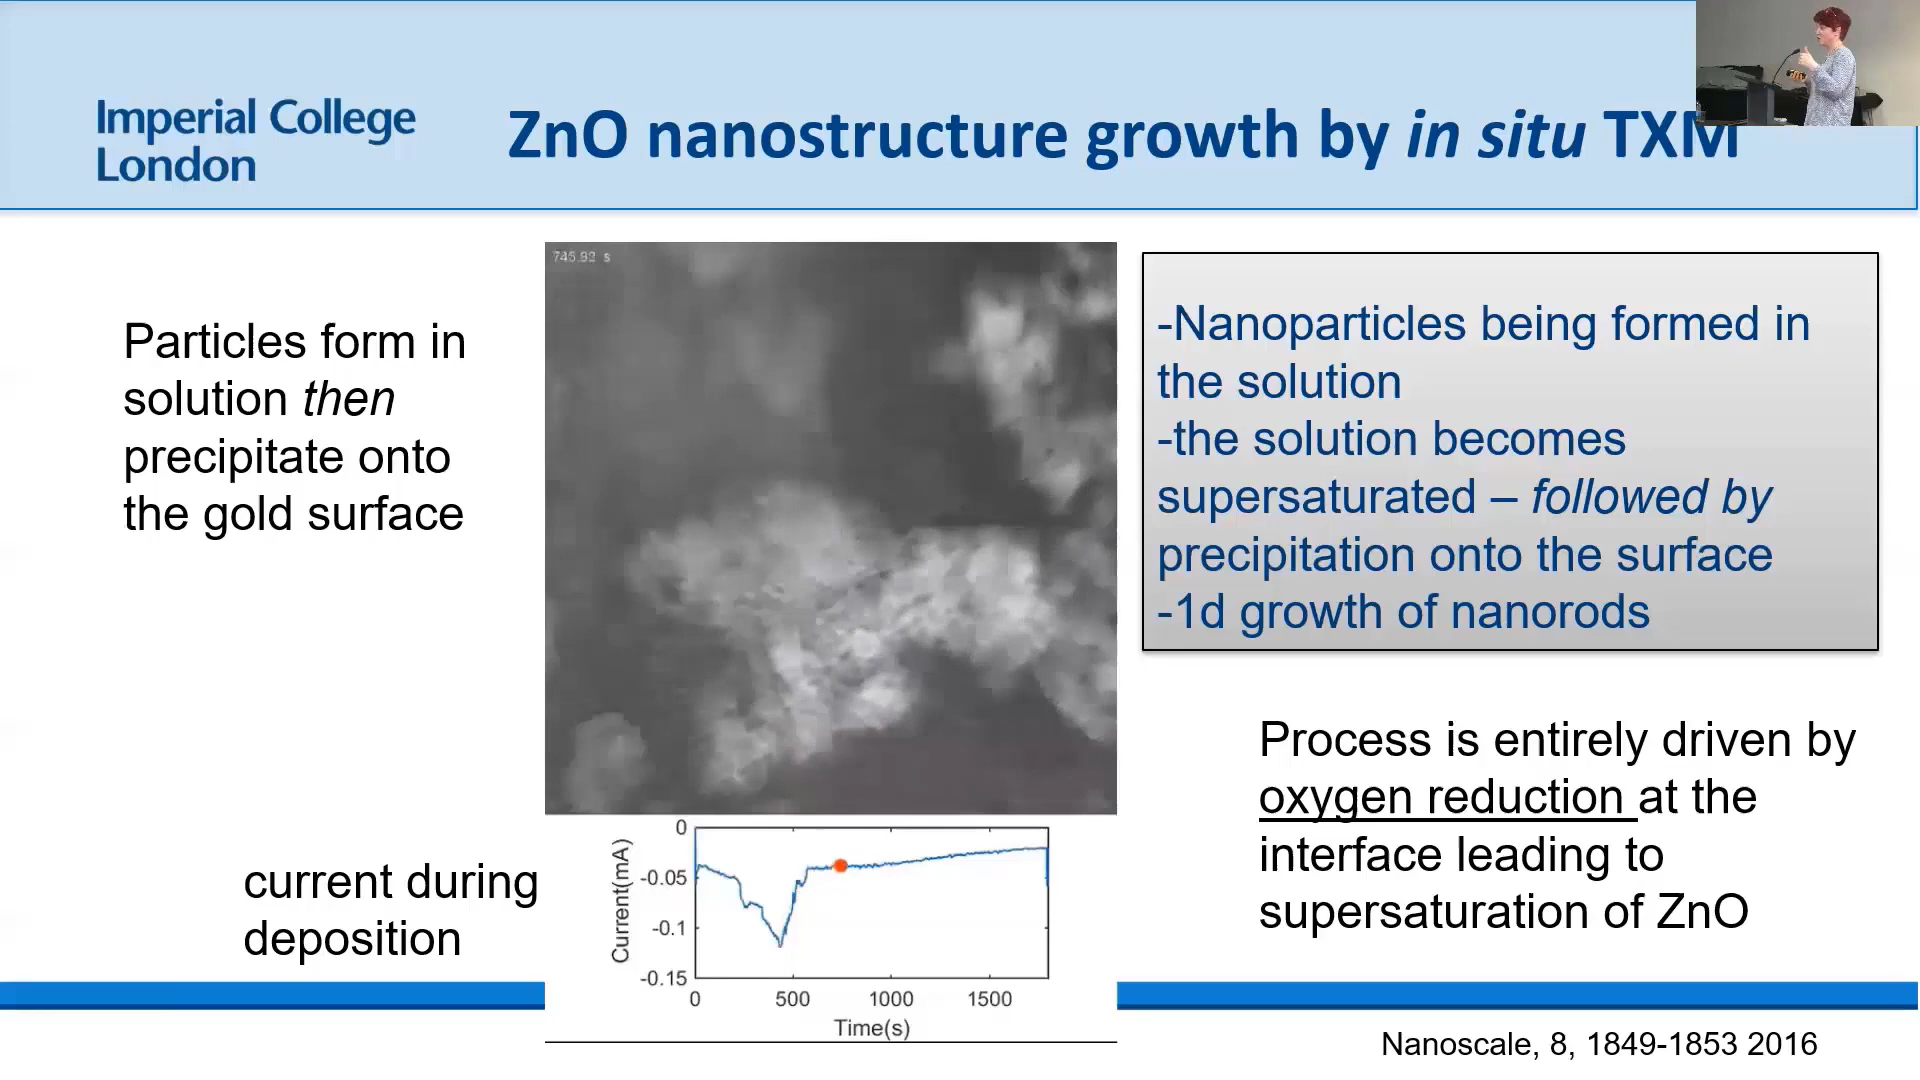 Imperial College
London
ZnO nanostructure growth by in situ TXM
Particles form in
solution then
precipitate onto
the gold surface
745.92 s
-Nanoparticles being formed in
the solution
-the solution becomes
supersaturated – followed by
precipitation onto the surface
-1d growth of nanorods
Process is entirely driven by
oxygen reduction at the
interface leading to
supersaturation of ZnO
current during
deposition
Current(mA)
0
-0.05
-0.1
-0.15
0 500 1000 1500
Time(s)
Nanoscale, 8, 1849-1853 2016